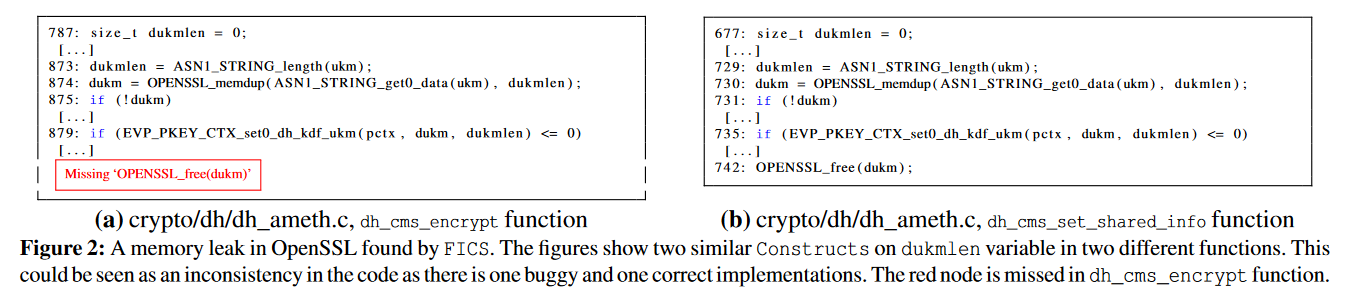 787: size_t dukmlen = 0;
[...]
873: dukmlen = ASN1_STRING_length(ukm);
874: dukm = OPENSSL_memdup(ASN1_STRING_get0_data(ukm), dukmlen);
875: if (!dukm)
[...]
879: if (EVP_PKEY_CTX_set0_dh_kdf_ukm(pctx, dukm, dukmlen) <= 0)
[...]
Missing ‘OPENSSL_free(dukm)’
(a) crypto/dh/dh_ameth.c, dh_cms_encrypt function
677: size_t dukmlen = 0;
[...]
729: dukmlen = ASN1_STRING_length(ukm);
730: dukm = OPENSSL_memdup(ASN1_STRING_get0_data(ukm), dukmlen);
731: if (!dukm)
[...]
735: if (EVP_PKEY_CTX_set0_dh_kdf_ukm(pctx, dukm, dukmlen) <= 0)
[...]
742: OPENSSL_free(dukm);
(b) crypto/dh/dh_ameth.c, dh_cms_set_shared_info function
Figure 2: A memory leak in OpenSSL found by FICS. The figures show two similar Constructs on dukmlen variable in two different functions. This
could be seen as an inconsistency in the code as there is one buggy and one correct implementations. The red node is missed in dh_cms_encrypt function.